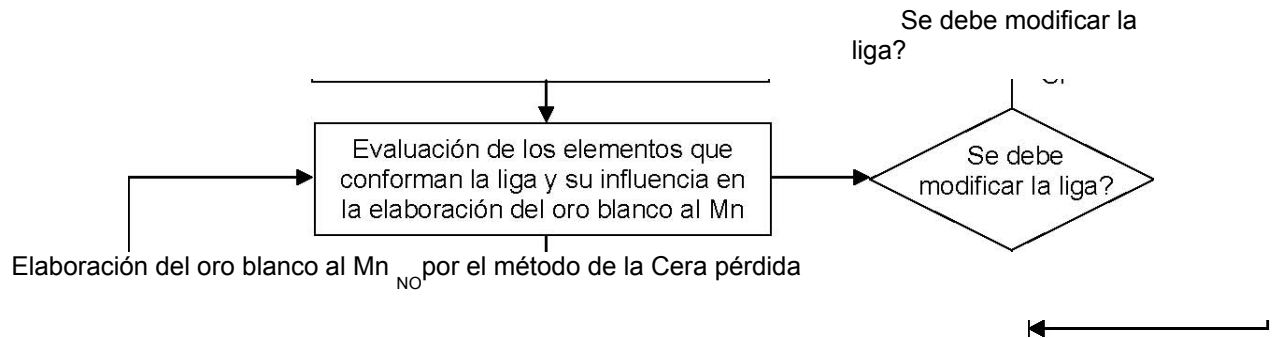 Se debe modificar la
liga?
Evaluación de los elementos que
conforman la liga y su influencia en
la elaboración del oro blanco al Mn
Se debe
modificar la liga?
Elaboración del oro blanco al Mn NO por el método de la Cera pérdida